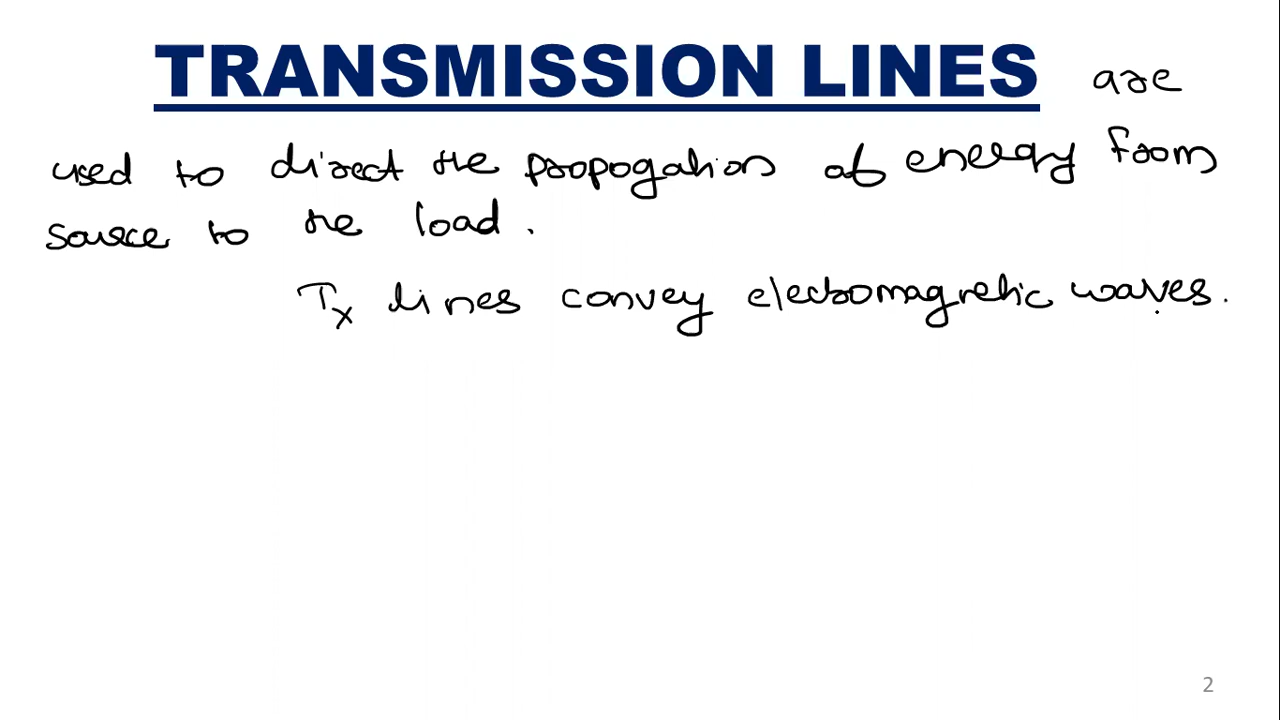 TRANSMISSION LINES are
used to direct the propogation of energy from
source to the load.
Tx lines convey electromagnetic waves.
2